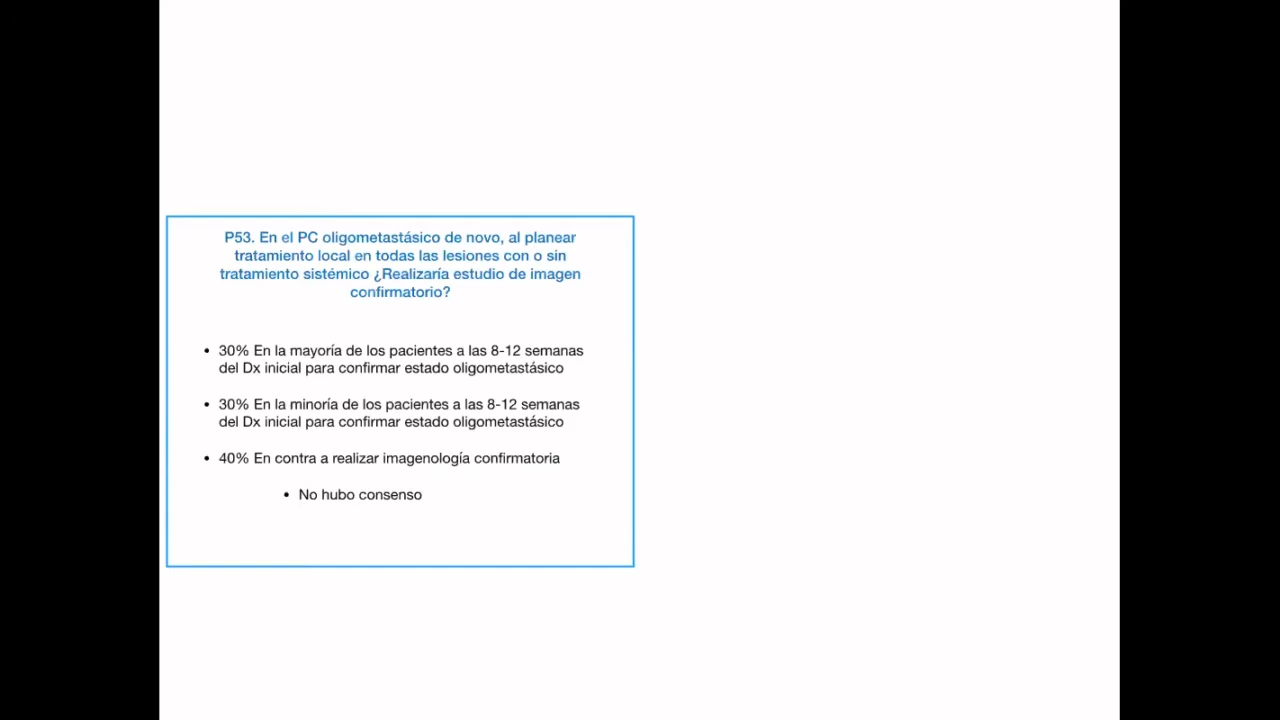 P53. En el PC oligometastásico de novo, al planear
tratamiento local en todas las lesiones con o sin
tratamiento sistémico ¿Realizaría estudio de imagen
confirmatorio?
• 30% En la mayoría de los pacientes a las 8-12 semanas
del Dx inicial para confirmar estado oligometastásico
• 30% En la minoría de los pacientes a las 8-12 semanas
del Dx inicial para confirmar estado oligometastásico
• 40% En contra a realizar imagenología confirmatoria
• No hubo consenso